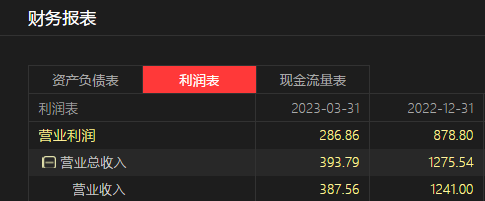 财务报表
资产负债表 利润表 现金流量表
利润表 2023-03-31 2022-12-31
营业利润 286.86 878.80
营业总收入 393.79 1275.54
营业收入 387.56 1241.00